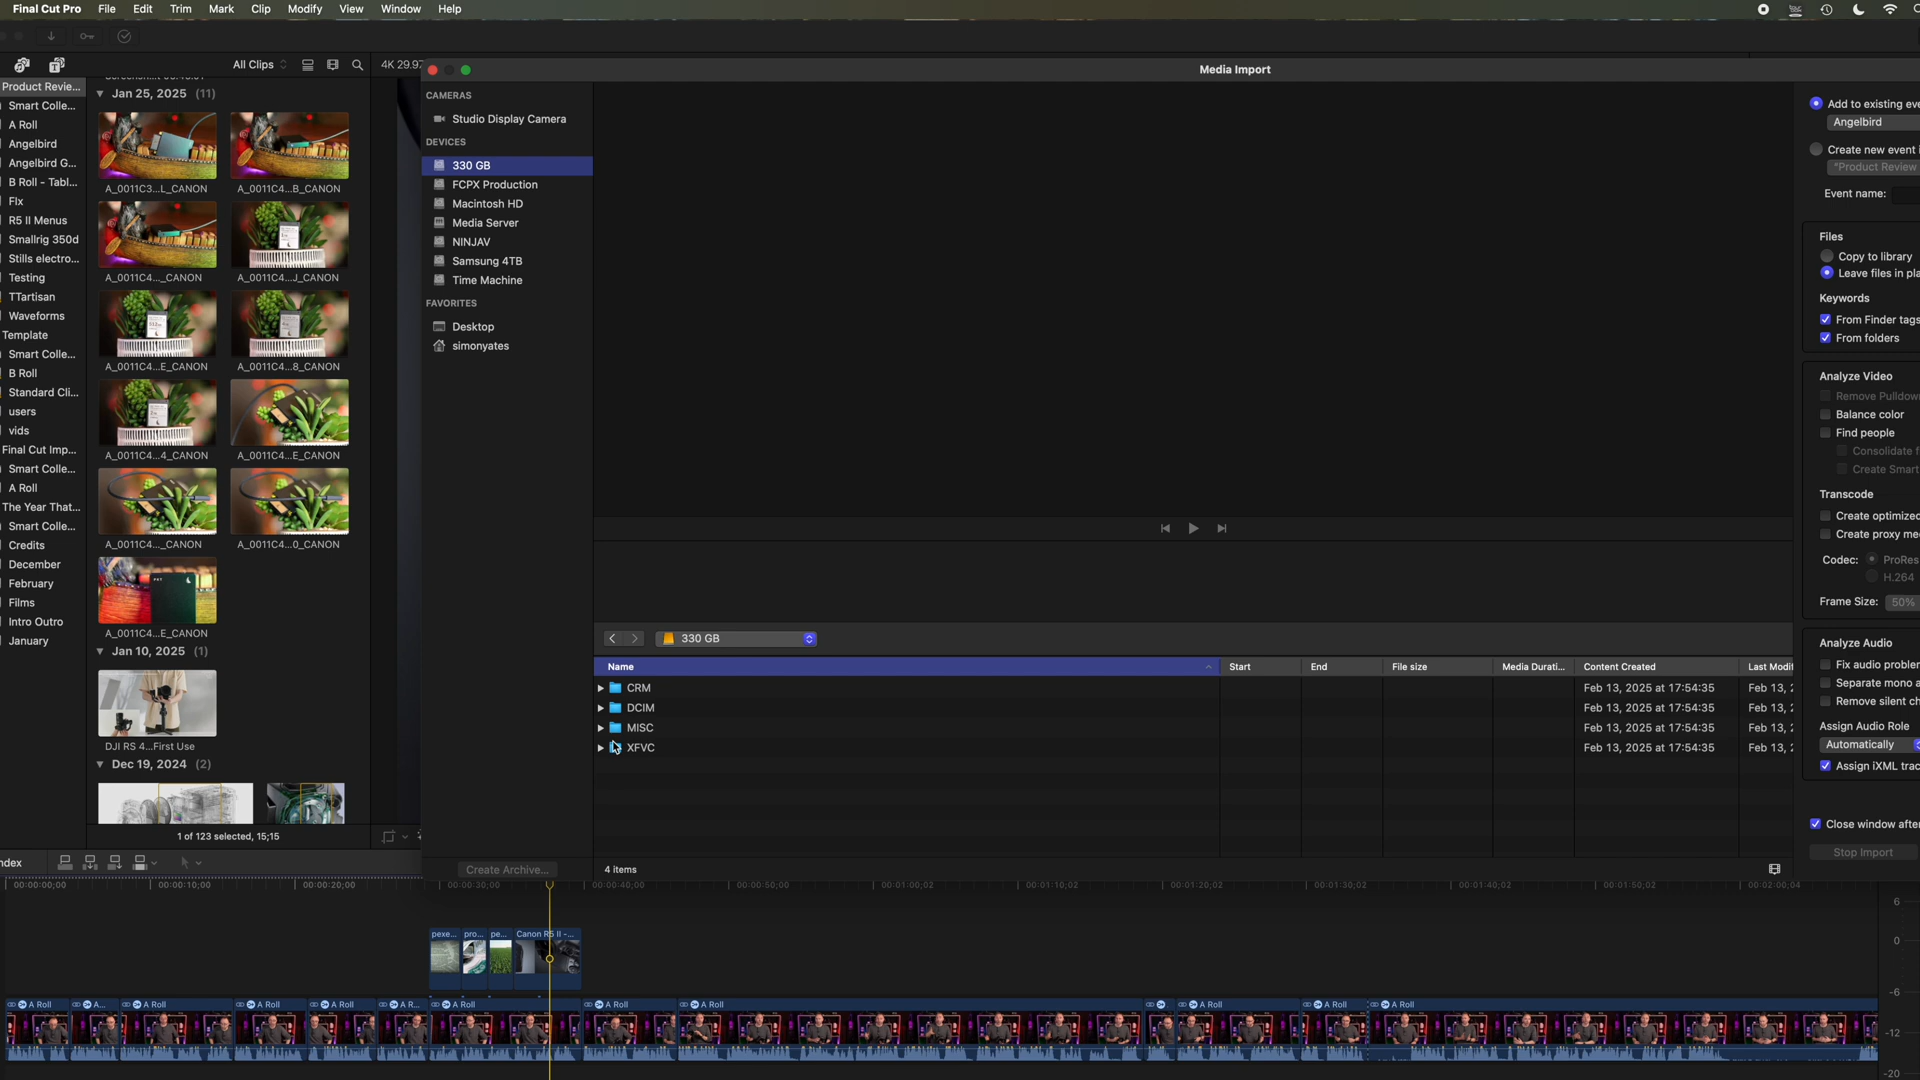 Final Cut Pro File Edit Trim Mark Clip Modify View Window Help
All Clips
4K 29.97
Media Import
Product Revie...
Smart Colle...
A Roll
Angelbird
Angelbird G...
B Roll - Tabl...
FIx
R5 II Menus
Smallrig 350d
Stills electro...
Testing
TTartisan
Waveforms
Template
Smart Colle...
B Roll
Standard Cli...
users
vids
Final Cut Imp...
Smart Colle...
A Roll
The Year That...
Smart Colle...
Credits
December
February
Films
Intro Outro
January
Jan 25, 2025 (11)
A_0011C3...L_CANON
A_0011C4...B_CANON
A_0011C4..._CANON
A_0011C4...J_CANON
A_0011C4...E_CANON
A_0011C4...8_CANON
A_0011C4...4_CANON
A_0011C4...E_CANON
A_0011C4..._CANON
A_0011C4...0_CANON
A_0011C4...E_CANON
Jan 10, 2025 (1)
DJI RS 4...First Use
Dec 19, 2024 (2)
1 of 123 selected, 15;15
CAMERAS
Studio Display Camera
DEVICES
330 GB
FCPX Production
Macintosh HD
Media Server
NINJAV
Samsung 4TB
Time Machine
FAVORITES
Desktop
simonyates
Create Archive...
330 GB
Name Start End File size Media Durati... Content Created Last Modif
CRM Feb 13, 2025 at 17:54:35 Feb 13, 2
DCIM Feb 13, 2025 at 17:54:35 Feb 13, 2
MISC Feb 13, 2025 at 17:54:35 Feb 13, 2
XFVC Feb 13, 2025 at 17:54:35 Feb 13, 2
4 items
Add to existing eve
Angelbird
Create new event i
"Product Review
Event name:
Files
Copy to library
Leave files in pla
Keywords
From Finder tags
From folders
Analyze Video
Remove Pulldow
Balance color
Find people
Consolidate f
Create Smart
Transcode
Create optimized
Create proxy me
Codec: ProRes
H.264
Frame Size: 50%
Analyze Audio
Fix audio probler
Separate mono a
Remove silent ch
Assign Audio Role
Automatically
Assign iXML trac
Close window after
Stop Import
ndex
00:00:00;00 00:00:10;00 00:00:20;00 00:00:30;00 00:00:40;00 00:00:50;00 00:01:00;02 00:01:10;02 00:01:20;02 00:01:30;02 00:01:40;02 00:01:50;02 00:02:00;04
6
0
-6
-12
-20
pexe... pro... pe... Canon R5 II -...
A Roll A... A Roll A Roll A Roll A R... A Roll A Roll A Roll A Roll A Roll A Roll